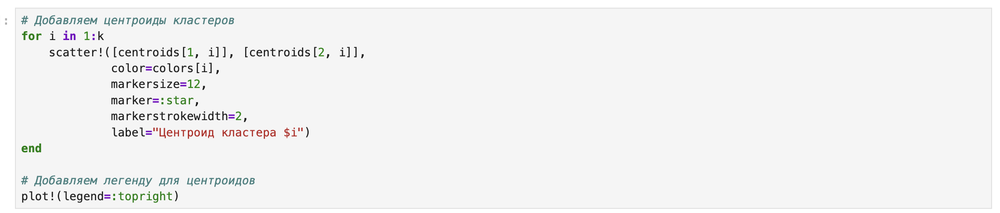 :
# Добавляем центроиды кластеров
for i in 1:k
    scatter!([centroids[1, i]], [centroids[2, i]],
             color=colors[i],
             markersize=12,
             marker=:star,
             markerstrokewidth=2,
             label="Центроид кластера $i")
end
# Добавляем легенду для центроидов
plot!(legend=:topright)